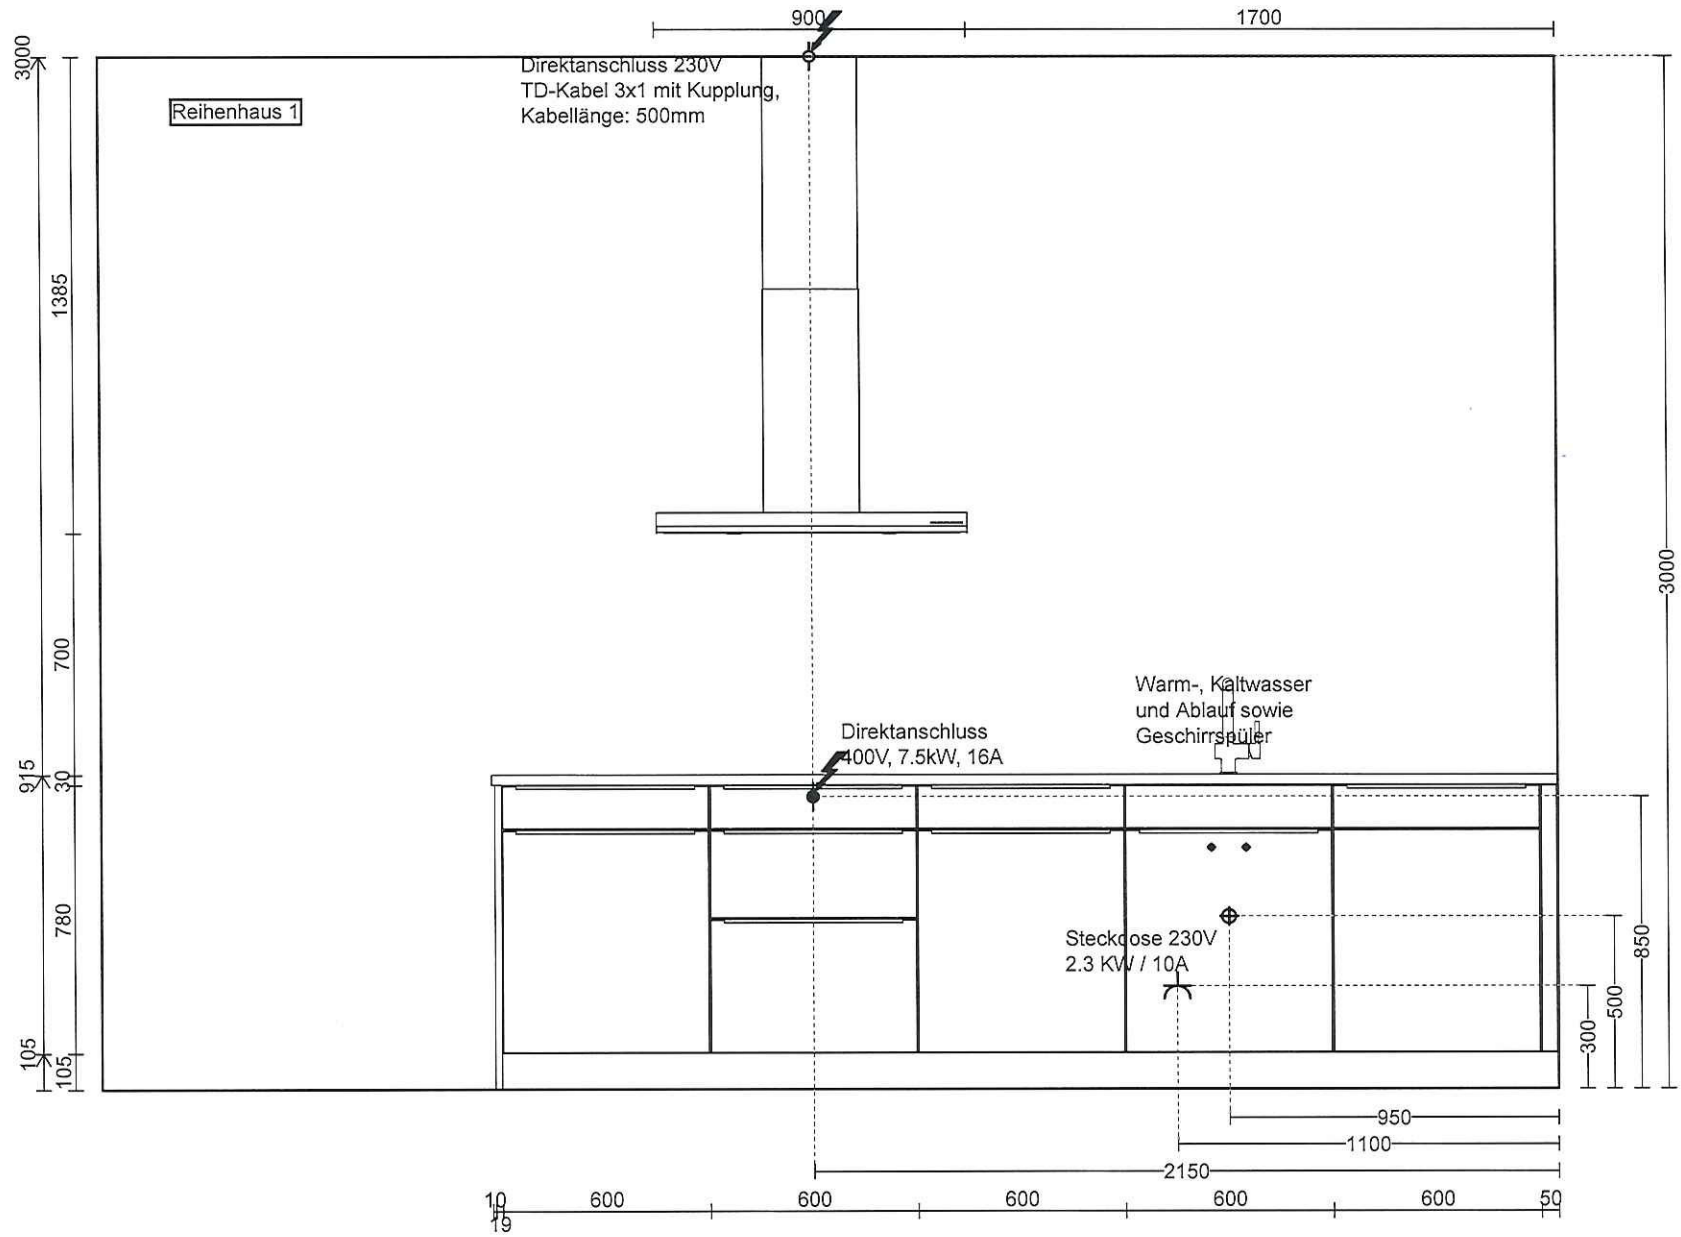 900
1700
3000
Direktanschluss 230V
TD-Kabel 3x1 mit Kupplung,
Kabellänge: 500mm
Reihenhaus 1
1385
3000
700
Warm-, Kaltwasser
und Ablauf sowie
Geschirrspüler
Direktanschluss
400V, 7.5kW, 16A
915
30
780
Steckdose 230V
2.3 KW / 10A
850
500
300
105
105
950
1100
2150
10
600
600
600
600
600
50
19